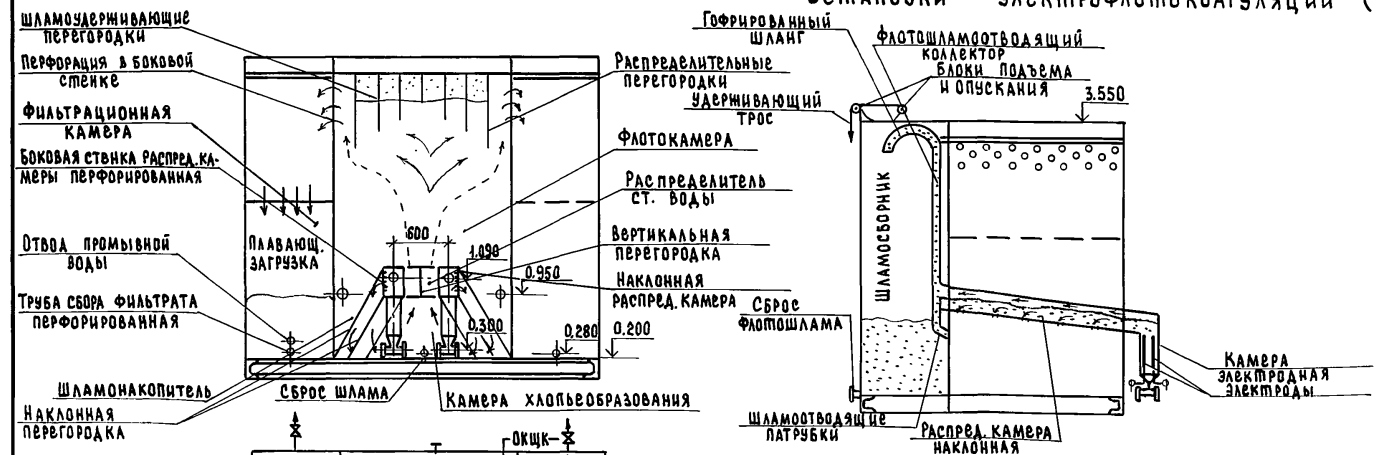 УСТАНОВКИ ЭЛЕКТРОФЛОТОКОАГУЛЯЦИИ (
ШЛАМОУДЕРЖИВАЮЩИЕ
ПЕРЕГОРОДКИ
ПЕРФОРАЦИЯ В БОКОВОЙ
СТЕНКЕ
ФИЛЬТРАЦИОННАЯ
КАМЕРА
БОКОВАЯ СТЕНКА РАСПРЕД. КА-
МЕРЫ ПЕРФОРИРОВАННАЯ
ОТВОД ПРОМЫВНОЙ
ВОДЫ
ТРУБА СБОРА ФИЛЬТРАТА
ПЕРФОРИРОВАННАЯ
ШЛАМОНАКОПИТЕЛЬ
НАКЛОННАЯ
ПЕРЕГОРОДКА
ПЛАВАЮЩ.
ЗАГРУЗКА
600
1.090
0.950
0.300
0.280
0.200
СБРОС ШЛАМА
КАМЕРА ХЛОПЬЕОБРАЗОВАНИЯ
РАСПРЕДЕЛИТЕЛЬНЫЕ
ПЕРЕГОРОДКИ
ФЛОТОКАМЕРА
РАСПРЕДЕЛИТЕЛЬ
СТ. ВОДЫ
ВЕРТИКАЛЬНАЯ
ПЕРЕГОРОДКА
НАКЛОННАЯ
РАСПРЕД. КАМЕРА
ОКЩК
ГОФРИРОВАННЫЙ
ШЛАНГ
ФЛОТОШЛАМООТВОДЯЩИЙ
КОЛЛЕКТОР
БЛОКИ ПОДЪЕМА
И ОПУСКАНИЯ
УДЕРЖИВАЮЩИЙ
ТРОС
3.550
ШЛАМОСБОРНИК
СБРОС
ФЛОТОШЛАМА
ШЛАМООТВОДЯЩИЕ
ПАТРУБКИ
РАСПРЕД. КАМЕРА
НАКЛОННАЯ
КАМЕРА
ЭЛЕКТРОДНАЯ
ЭЛЕКТРОДЫ